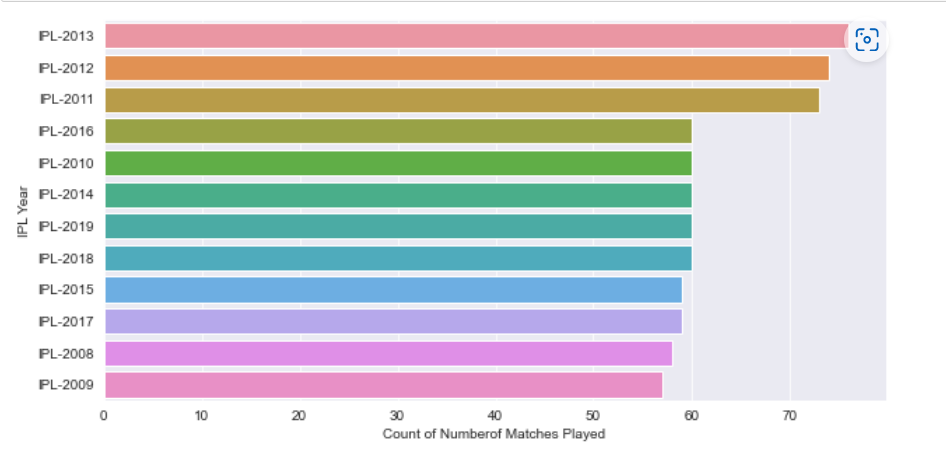 IPL-2013
IPL-2012
IPL-2011
IPL-2016
IPL-2010
IPL-2014
IPL-2019
IPL-2018
IPL-2015
IPL-2017
IPL-2008
IPL-2009
IPL Year
0 10 20 30 40 50 60 70
Count of Numberof Matches Played